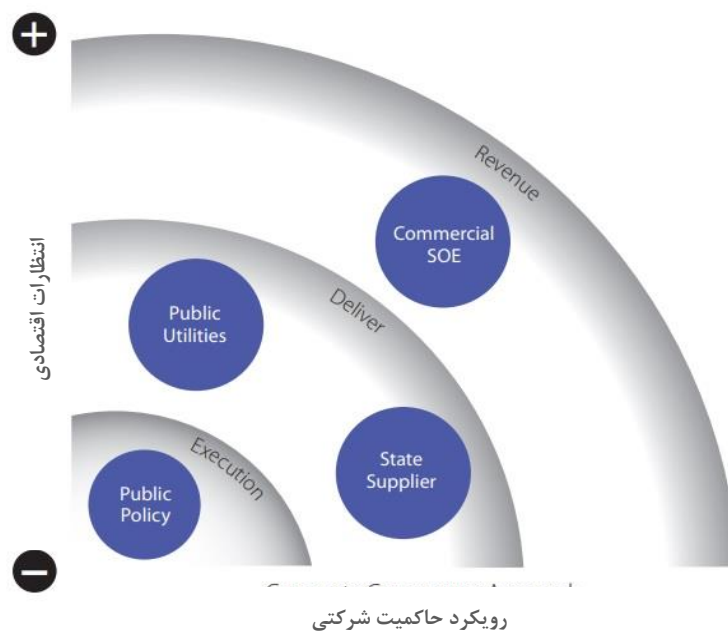 +
Revenue
Commercial
SOE
انتظارات اقتصادی
Deliver
Public
Utilities
Execution
State
Supplier
Public
Policy
−
رویکرد حاکمیت شرکتی